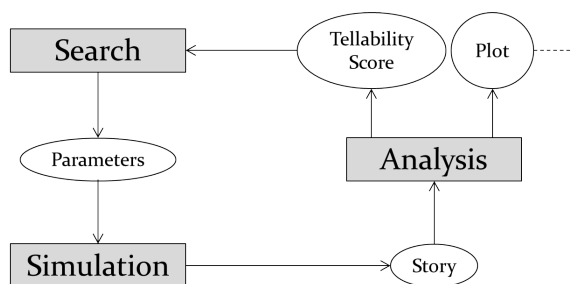 Search
Tellability
Score
Plot
Parameters
Analysis
Simulation
Story